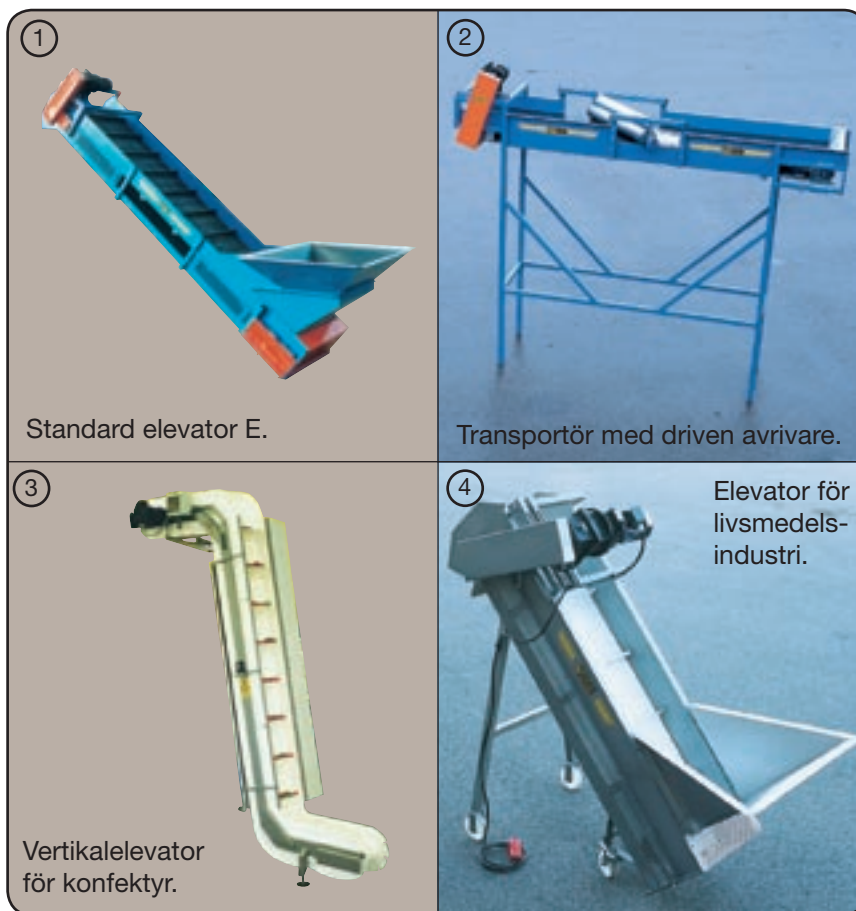 1
Standard elevator E.
2
Transportör med driven avrivare.
3
Vertikalelevator
för konfektyr.
4
Elevator för
livsmedels-
industri.